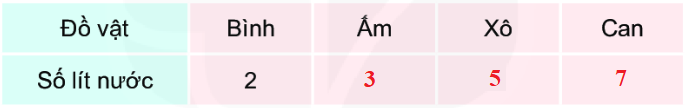 Đồ vật Bình Ấm Xô Can
Số lít nước 2 3 5 7